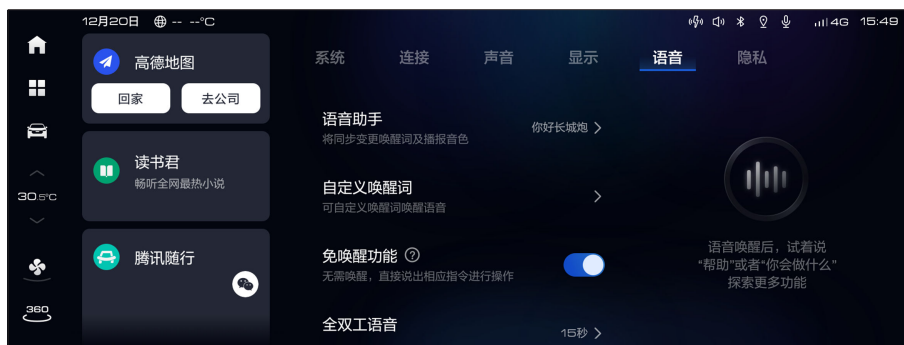 12月20日 -- --°C
4G 15:49
高德地图
回家 去公司
读书君
畅听全网最热小说
腾讯随行
30.5°C
360
系统 连接 声音 显示 语音 隐私
语音助手
将同步变更唤醒词及播报音色
你好长城炮
自定义唤醒词
可自定义唤醒词唤醒语音
免唤醒功能 ?
无需唤醒，直接说出相应指令进行操作
全双工语音
15秒
语音唤醒后，试着说
“帮助”或者“你会做什么”
探索更多功能